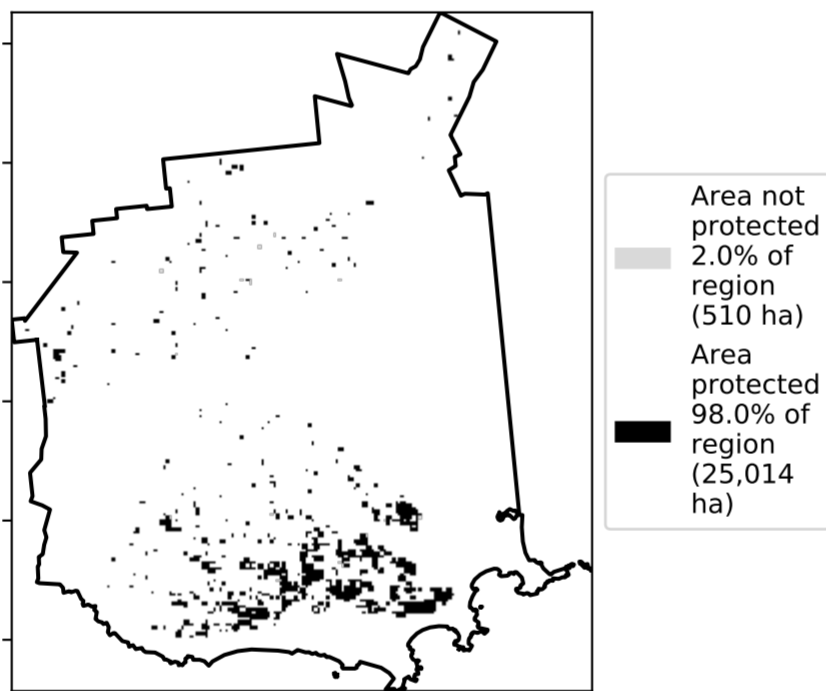 Area not
protected
2.0% of
region
(510 ha)
Area
protected
98.0% of
region
(25,014
ha)